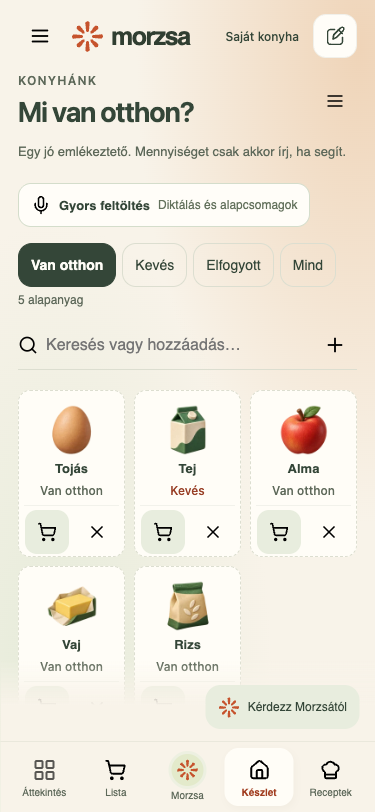 morzsa
Saját konyha
KONYHÁNK
Mi van otthon?
Egy jó emlékeztető. Mennyiséget csak akkor írj, ha segít.
Gyors feltöltés Diktálás és alapcsomagok
Van otthon Kevés Elfogyott Mind
5 alapanyag
Keresés vagy hozzáadás…
Tojás Tej Alma
Van otthon Kevés Van otthon
Vaj Rizs
Van otthon Van otthon
Kérdezz Morzsától
Áttekintés Lista Morzsa Készlet Receptek